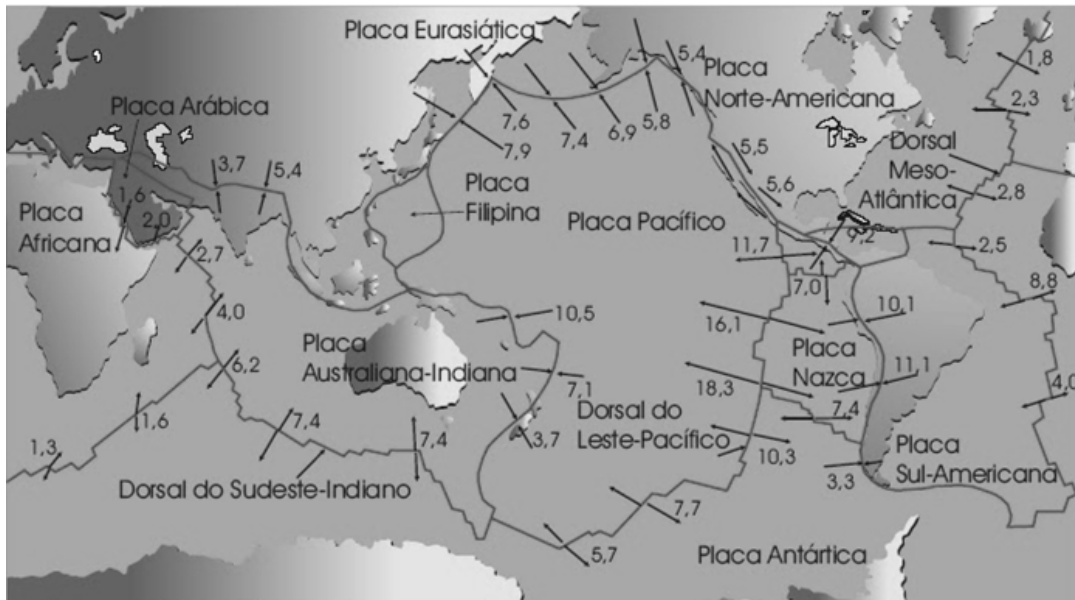 Placa Eurasiática
5,4
1,8
Placa
Norte-Americana
Placa Arábica
7,6
7,4
6,9
5,8
2,3
7,9
Dorsal
Meso-
Atlântica
3,7
5,4
5,5
5,6
2,8
1,6
Placa
Africana
2,0
Placa
Filipina
Placa Pacífico
9,2
2,5
2,7
11,7
7,0
8,8
4,0
10,5
16,1
10,1
Placa
Australiana-Indiana
Placa
Nazca
6,2
7,1
18,3
11,1
4,0
1,6
7,4
7,4
3,7
Dorsal do
Leste-Pacífico
7,4
1,3
10,3
Placa
Sul-Americana
Dorsal do Sudeste-Indiano
3,3
7,7
5,7
Placa Antártica